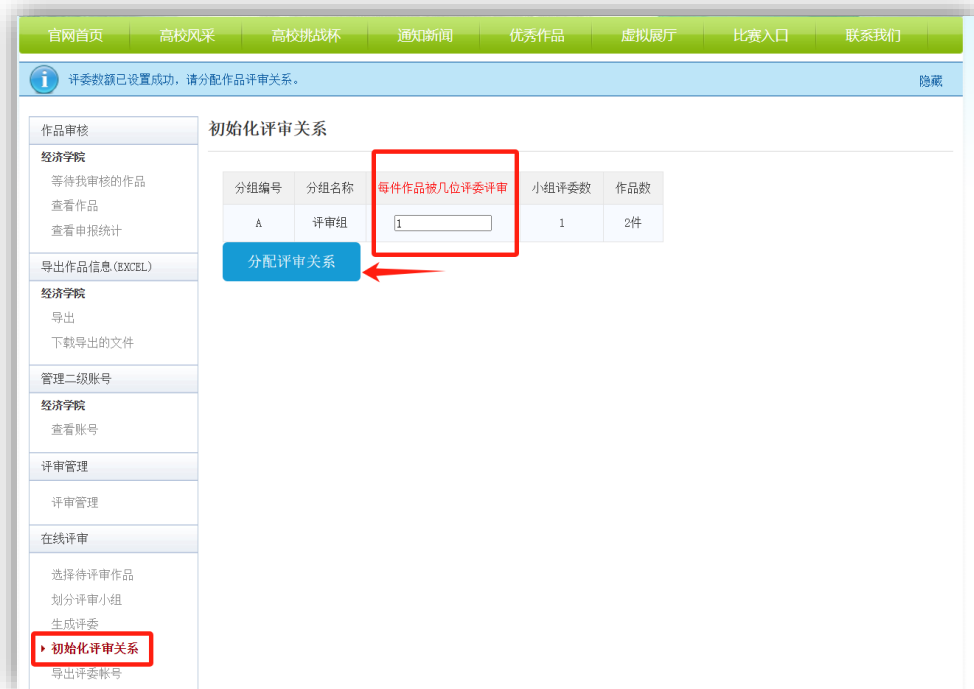 官网首页 高校风采 高校挑战杯 通知新闻 优秀作品 虚拟展厅 比赛入口 联系我们
评委数额已设置成功，请分配作品评审关系。 隐藏
作品审核
经济学院
等待我审核的作品
查看作品
查看申报统计
导出作品信息(EXCEL)
经济学院
导出
下载导出的文件
管理二级账号
经济学院
查看账号
评审管理
评审管理
在线评审
选择待评审作品
划分评审小组
生成评委
初始化评审关系
导出评委帐号
初始化评审关系
分组编号 分组名称 每件作品被几位评委评审 小组评委数 作品数
A 评审组 1 1 2件
分配评审关系